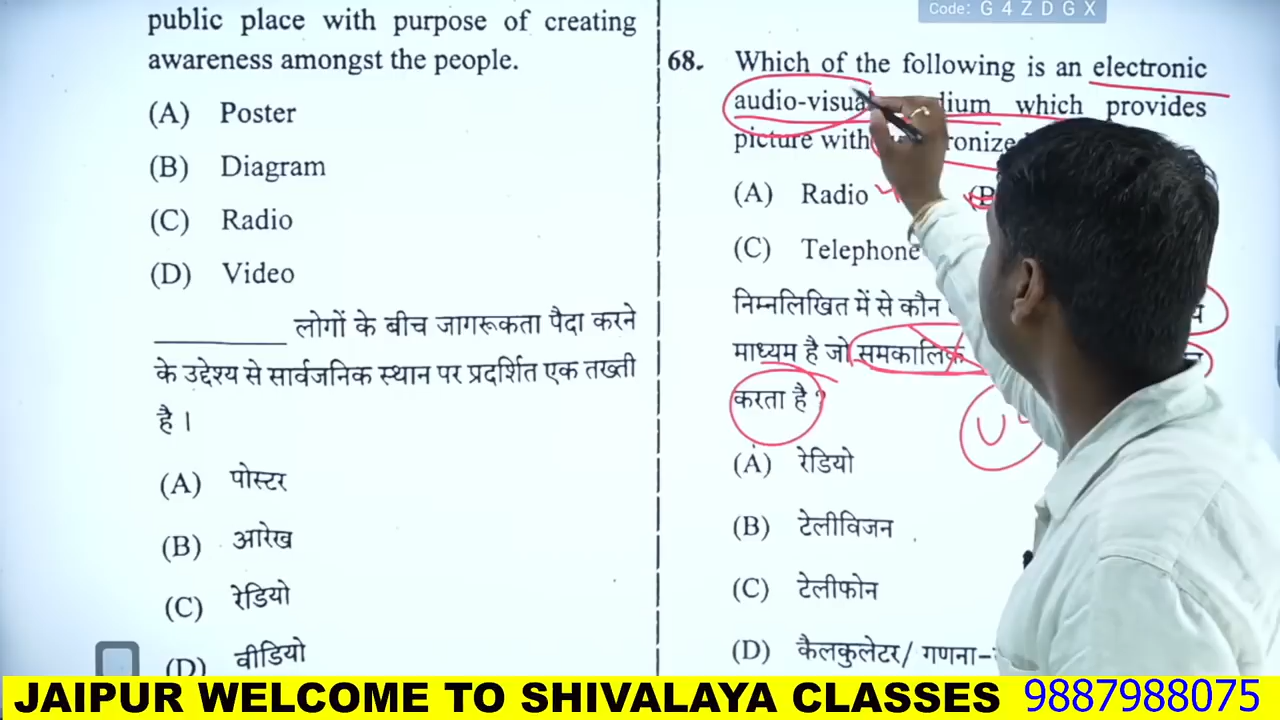 public place with purpose of creating
awareness amongst the people.
(A) Poster
(B) Diagram
(C) Radio
(D) Video
__________ लोगों के बीच जागरूकता पैदा करने
के उद्देश्य से सार्वजनिक स्थान पर प्रदर्शित एक तख्ती
है ।
(A) पोस्टर
(B) आरेख
(C) रेडियो
(D) वीडियो
Code: G 4 Z D G X
68. Which of the following is an electronic
audio-visual which provides
picture with
(A) Radio (B)
(C) Telephone
निम्नलिखित में से कौन
माध्यम है जो समकालिक
करता है ?
(A) रेडियो
(B) टेलीविजन
(C) टेलीफोन
(D) कैलकुलेटर/ गणना-
JAIPUR WELCOME TO SHIVALAYA CLASSES 9887988075